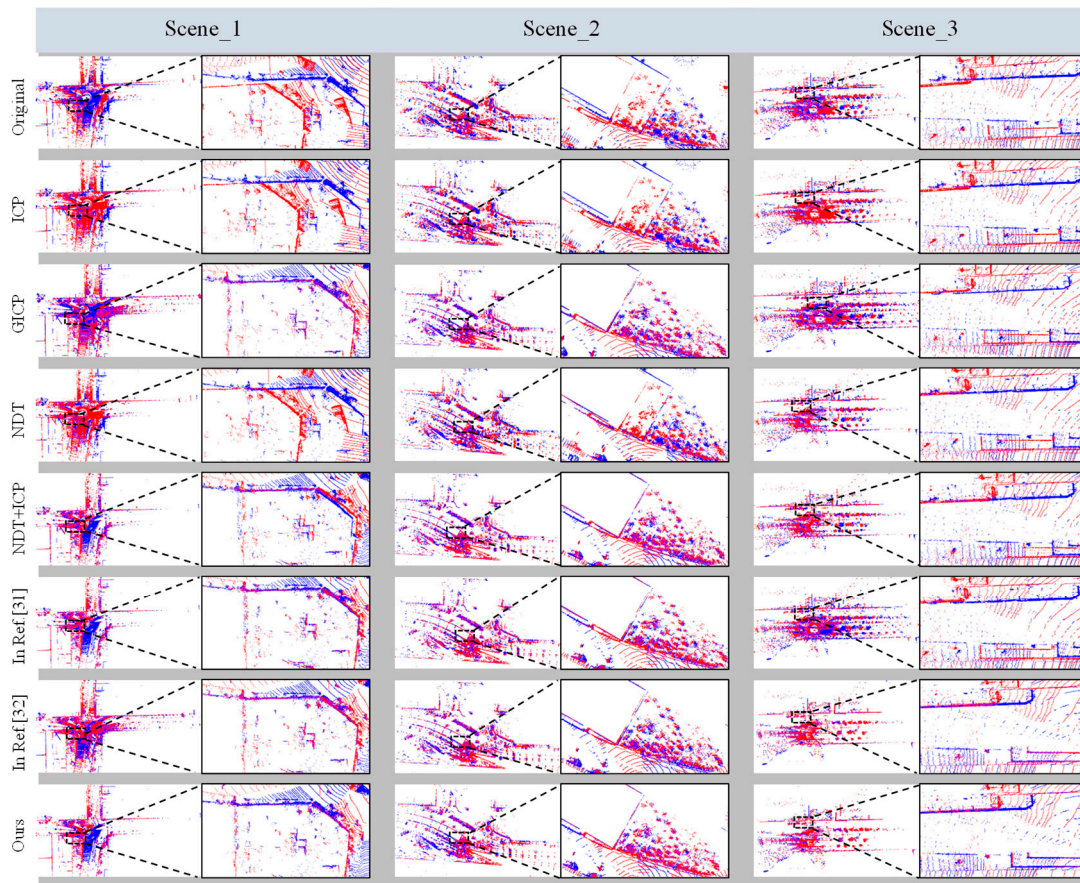 Scene_1 Scene_2 Scene_3
Original
ICP
GICP
NDT
NDT+ICP
In Ref.[31]
In Ref.[32]
Ours